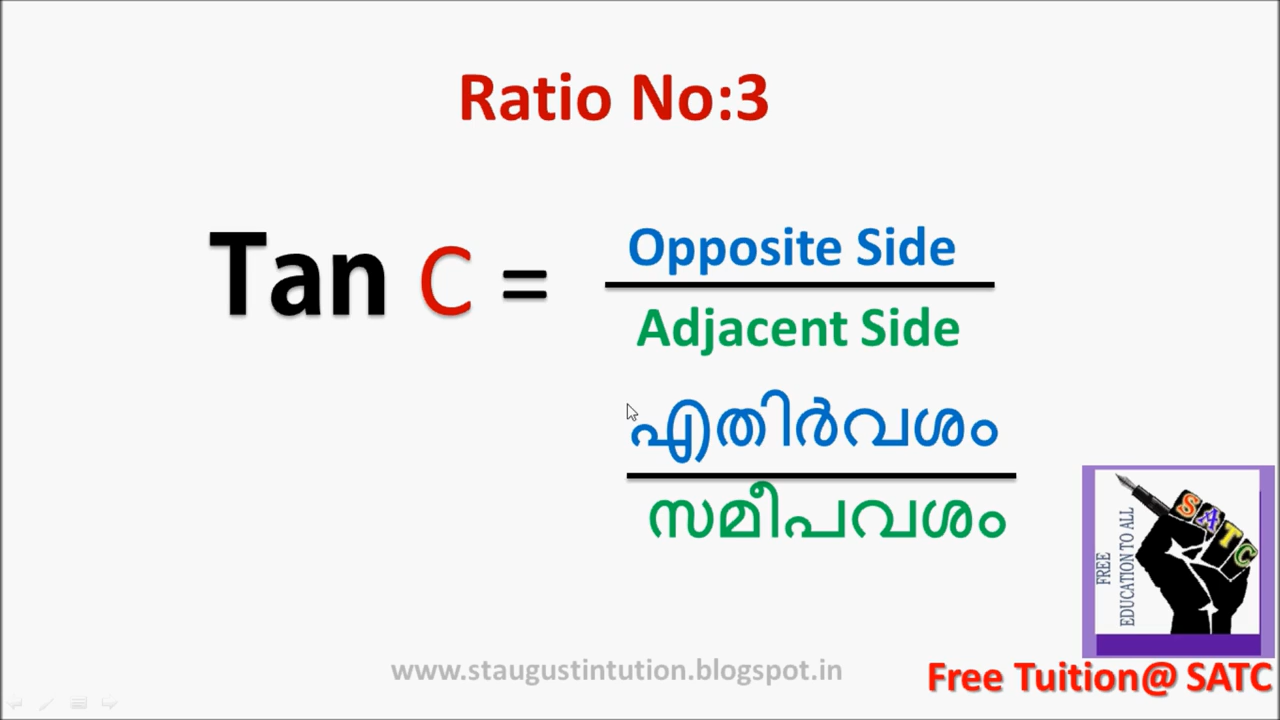 Ratio No:3
Tan C =
Opposite Side
Adjacent Side
എതിർവശം
സമീപവശം
FREE
EDUCATION TO ALL
SATC
www.staugustintution.blogspot.in
Free Tuition@ SATC